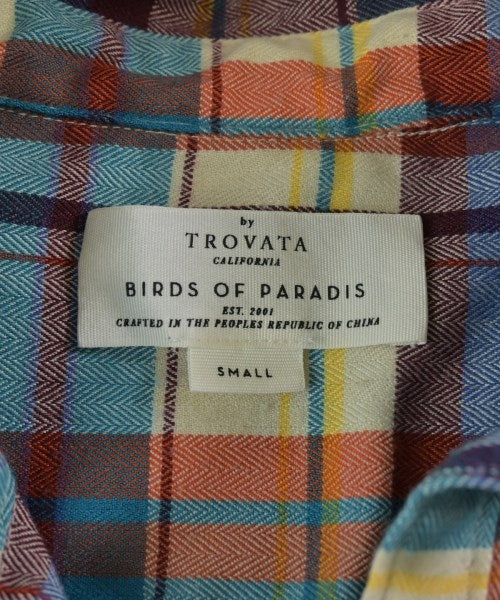 by
TROVATA
CALIFORNIA
BIRDS OF PARADIS
EST. 2001
CRAFTED IN THE PEOPLES REPUBLIC OF CHINA
SMALL